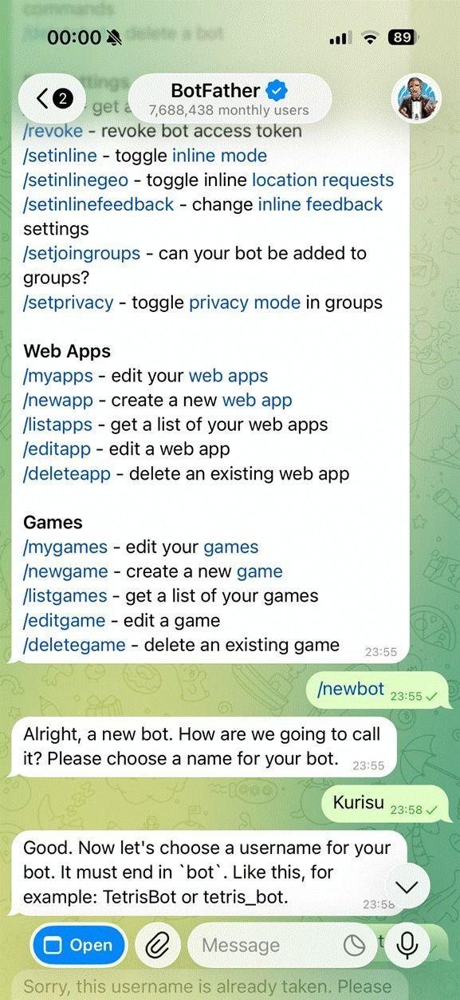 commands
delete a bot
00:00
89
ttings
2
BotFather
7,688,438 monthly users
get a
/revoke - revoke bot access token
/setinline - toggle inline mode
/setinlinegeo - toggle inline location requests
/setinlinefeedback - change inline feedback
settings
/setjoingroups - can your bot be added to
groups?
/setprivacy - toggle privacy mode in groups
Web Apps
/myapps - edit your web apps
/newapp - create a new web app
/listapps - get a list of your web apps
/editapp - edit a web app
/deleteapp - delete an existing web app
Games
/mygames - edit your games
/newgame - create a new game
/listgames - get a list of your games
/editgame - edit a game
/deletegame - delete an existing game
23:55
/newbot 23:55
Alright, a new bot. How are we going to call
it? Please choose a name for your bot. 23:55
Kurisu 23:58
Good. Now let's choose a username for your
bot. It must end in `bot`. Like this, for
example: TetrisBot or tetris_bot. 23:58
Open
Message
t
Sorry, this username is already taken. Please